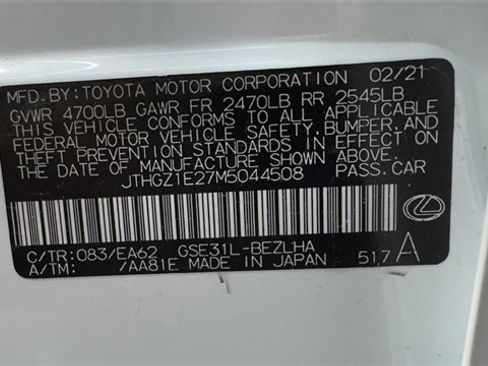 MFD.BY:TOYOTA MOTOR CORPORATION 02/21
GVWR 4700LB GAWR FR 2470LB RR 2545LB
THIS VEHICLE CONFORMS TO ALL APPLICABLE
FEDERAL MOTOR VEHICLE SAFETY, BUMPER, AND
THEFT PREVENTION STANDARDS IN EFFECT ON
THE DATE OF MANUFACTURE SHOWN ABOVE.
JTHGZ1E27M5044508 PASS.CAR
C/TR:083/EA62 GSE31L-BEZLHA
A/TM: /AA81E MADE IN JAPAN 517 A